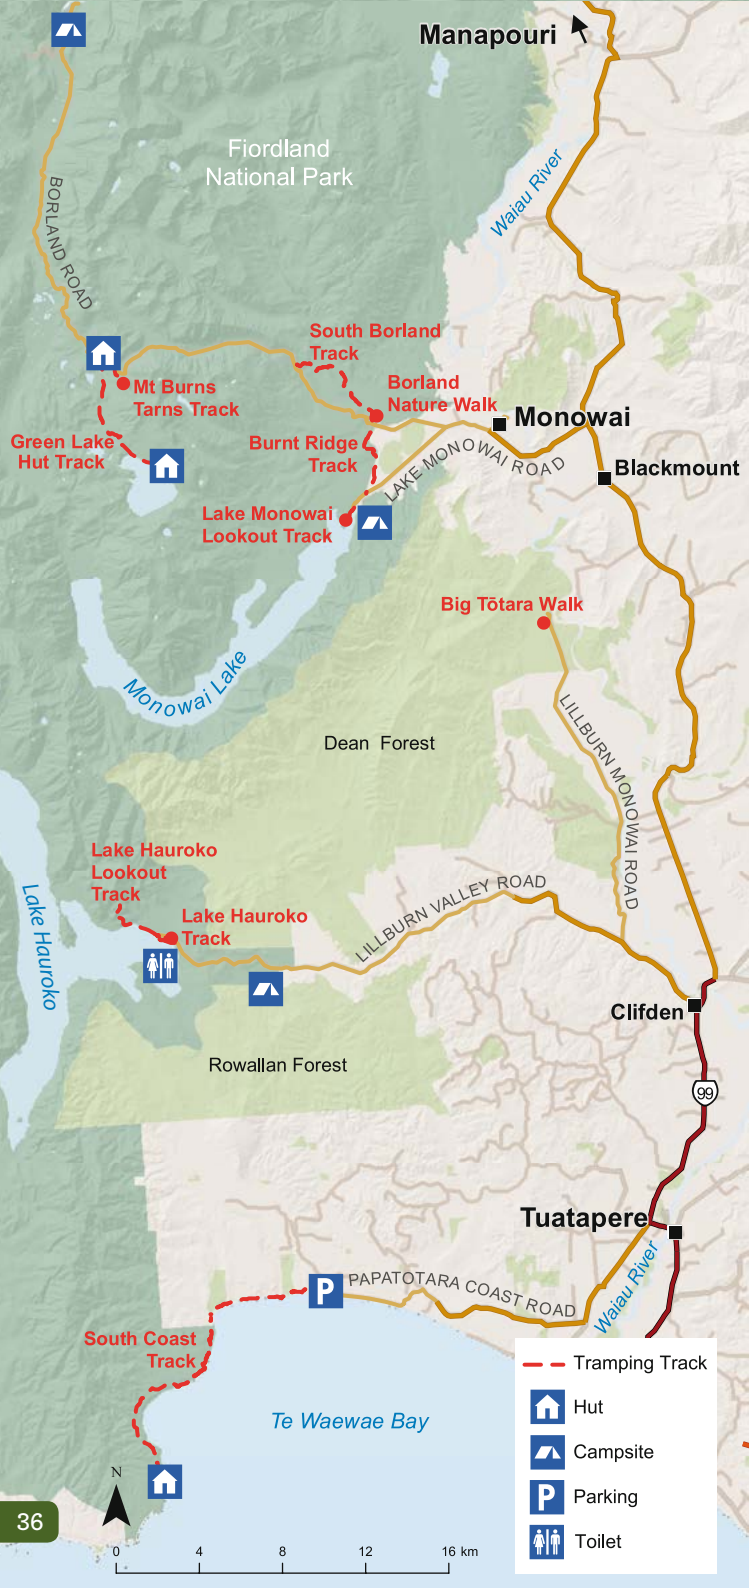 Manapouri
Fiordland
National Park
Waiau River
BORLAND ROAD
South Borland
Track
Mt Burns
Tarns Track
Borland
Nature Walk
Monowai
Green Lake
Hut Track
Burnt Ridge
Track
LAKE MONOWAI ROAD
Blackmount
Lake Monowai
Lookout Track
Big Tōtara Walk
Monowai Lake
Dean Forest
LILLBURN MONOWAI ROAD
Lake Hauroko
Lookout
Track
Lake Hauroko
Track
LILLBURN VALLEY ROAD
Lake Hauroko
Clifden
Rowallan Forest
99
Tuatapere
Waiau River
P
PAPATOTARA COAST ROAD
South Coast
Track
Te Waewae Bay
Tramping Track
Hut
Campsite
P
Parking
Toilet
N
36
0 4 8 12 16 km